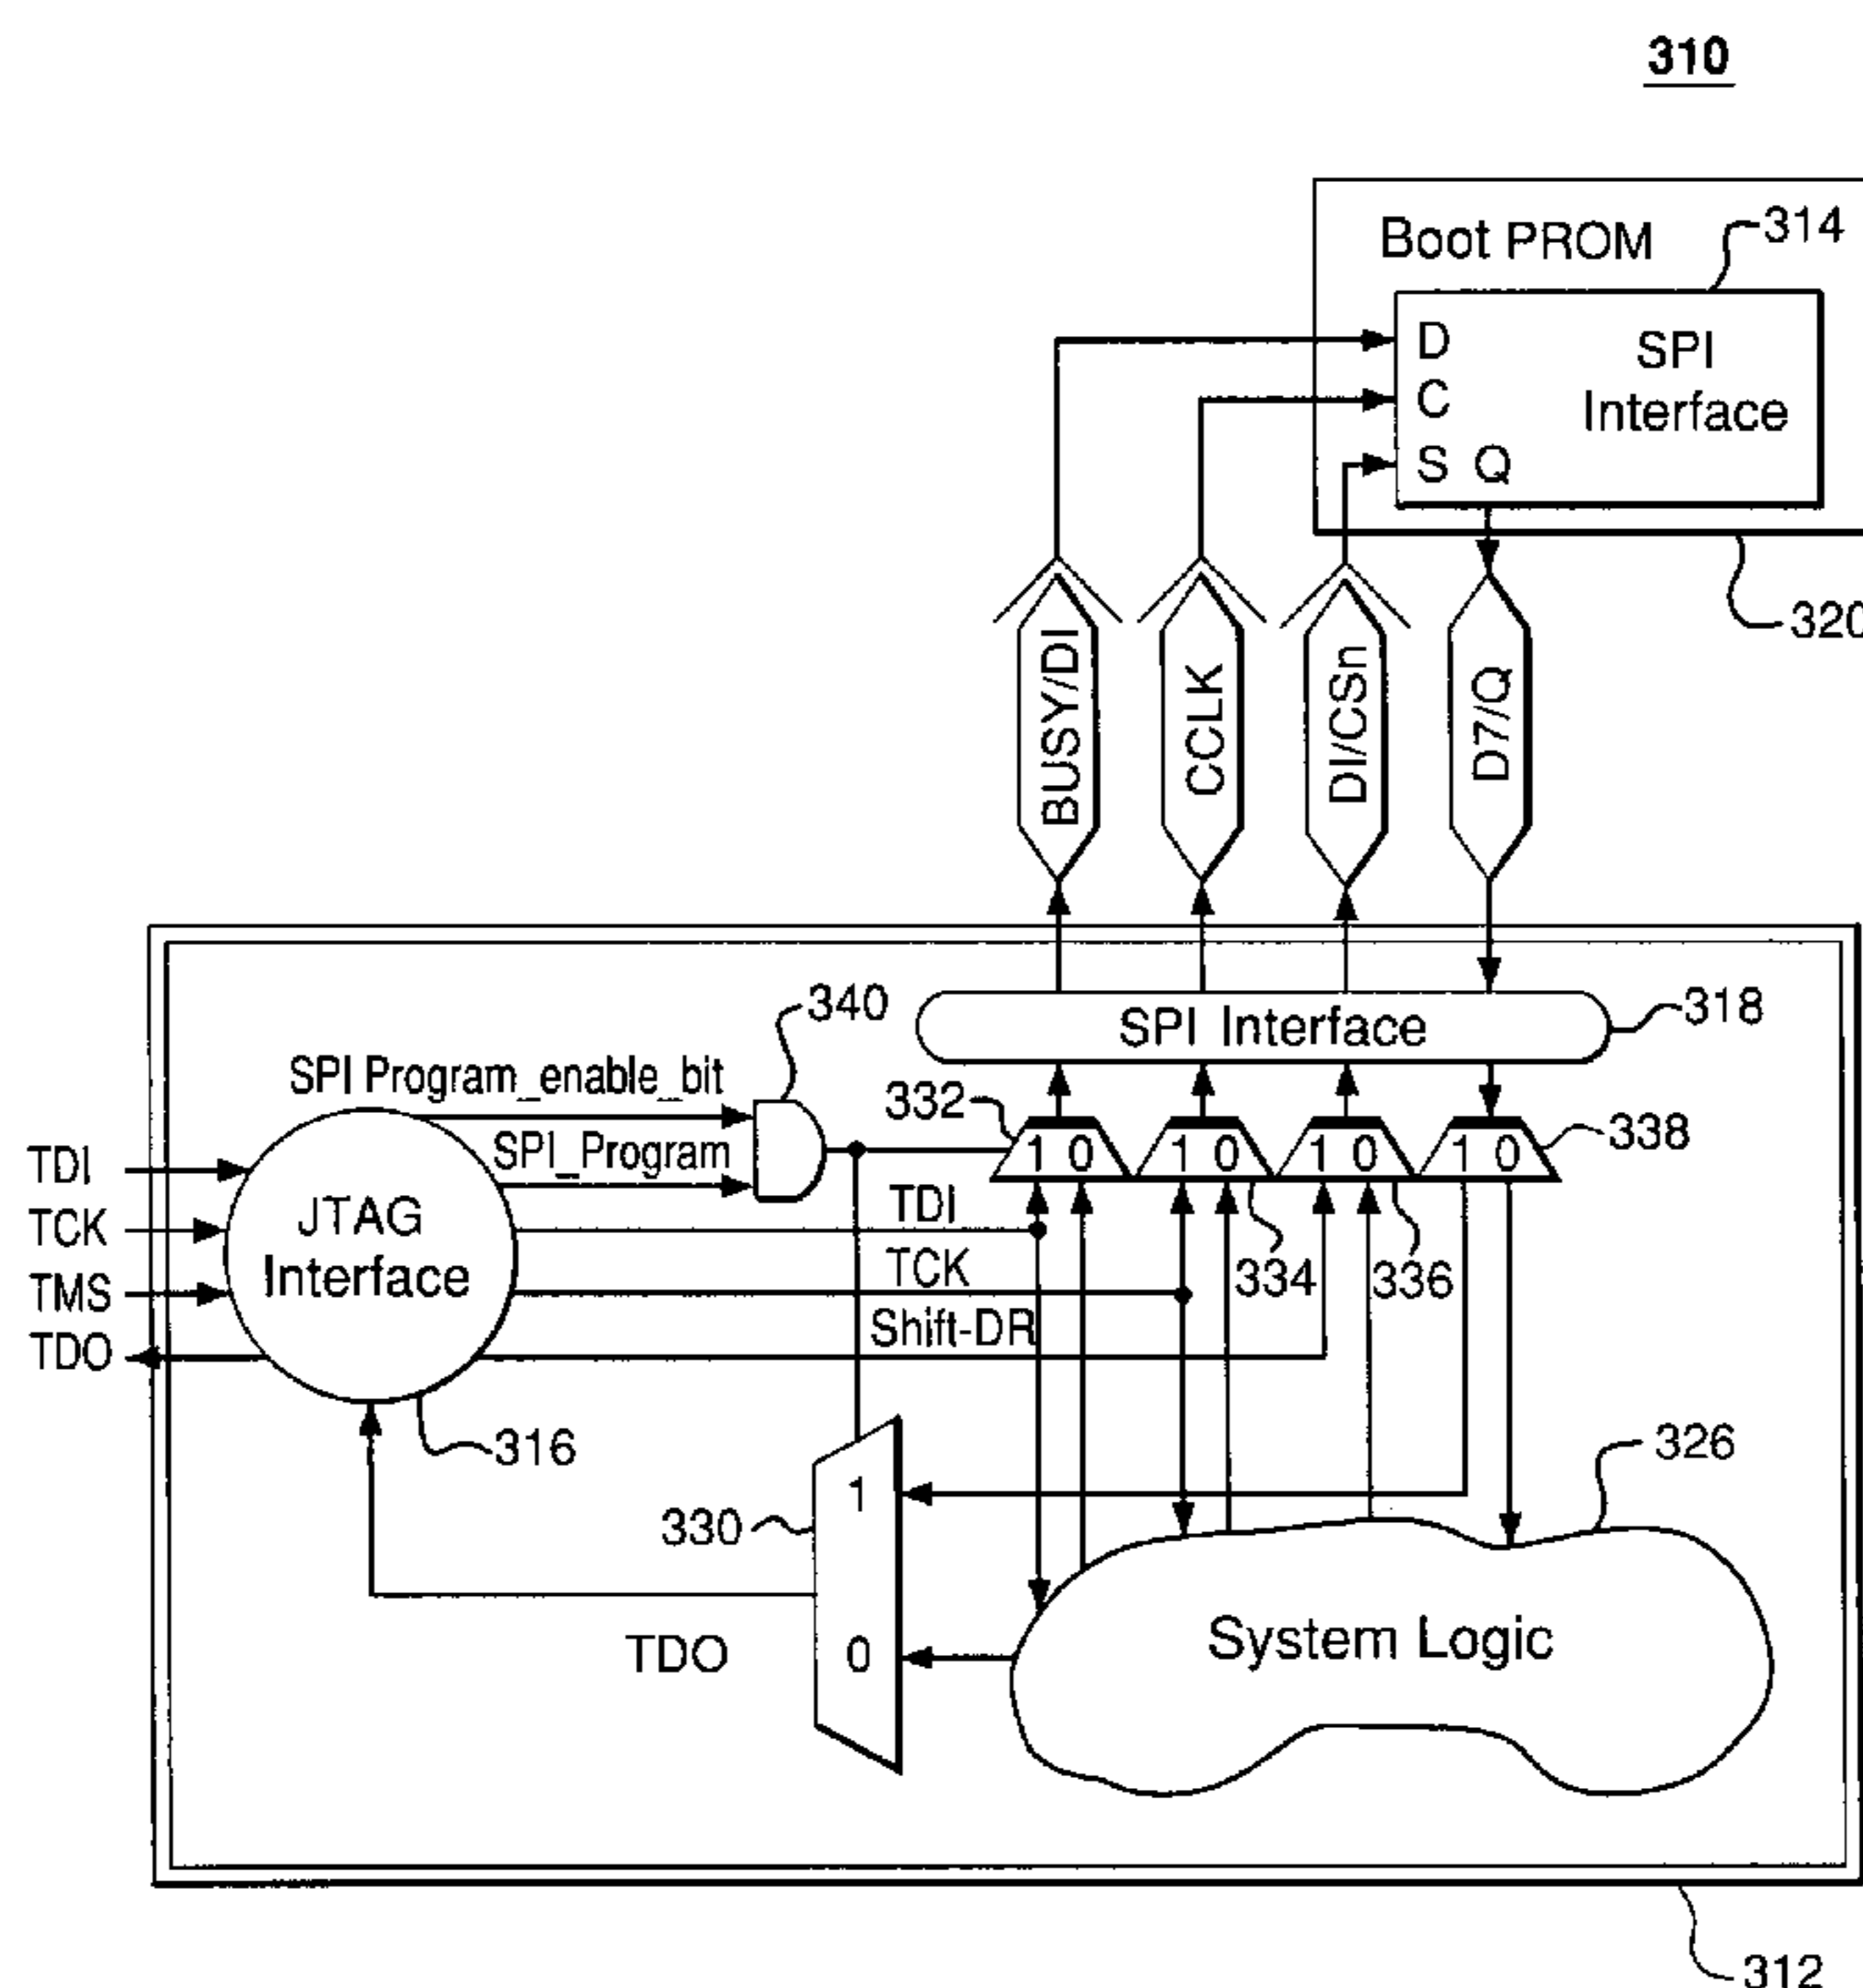 310
Boot PROM
314
D
SPI
C
Interface
S Q
320
BUSY/DI
CCLK
DI/CSn
D7/Q
340
SPI Interface
318
SPI Program_enable_bit
332
SPI_Program
1 0
1 0
1 0
1 0
338
TDI
TCK
TMS
TDO
JTAG
Interface
TDI
TCK
Shift-DR
334
336
316
326
1
330
0
TDO
System Logic
312